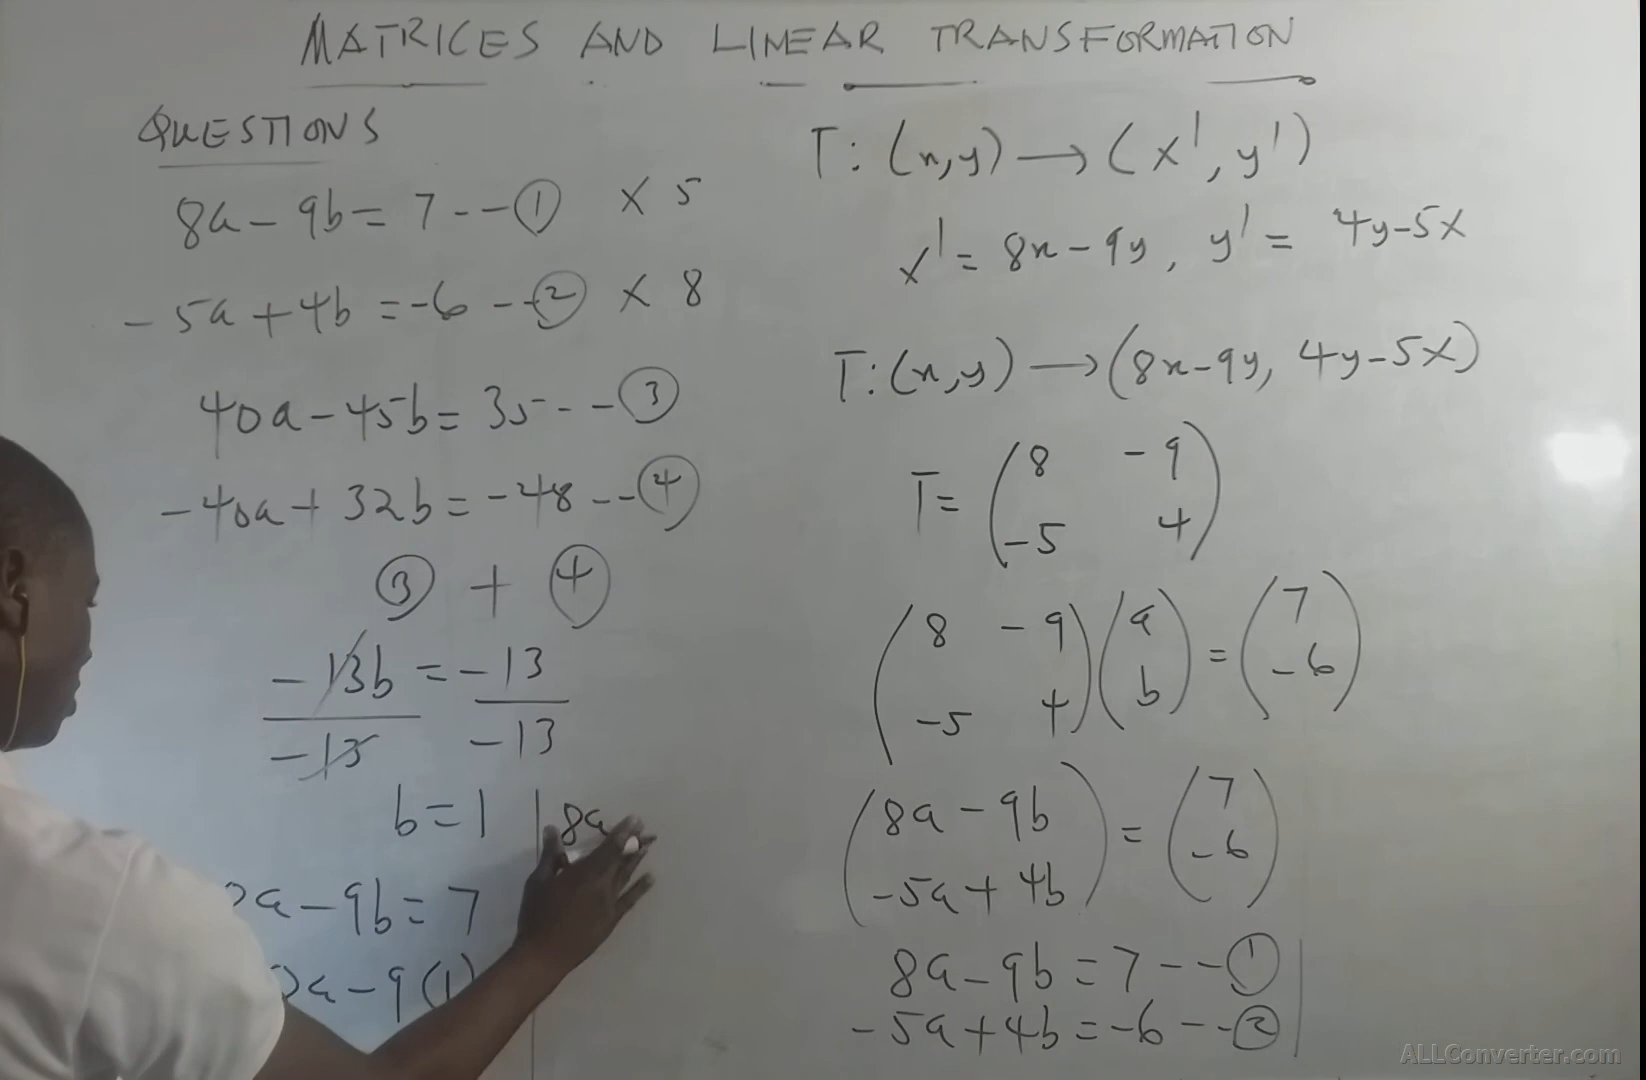 MATRICES AND LINEAR TRANSFORMATION
QUESTIONS
8a - 9b = 7 -- ① × 5
- 5a + 4b = -6 -- ② × 8
40a - 45b = 35 -- ③
- 40a + 32b = - 48 -- ④
③ + ④
- 13b = - 13
- 13 - 13
b = 1 | 8a
a - 9b = 7
a - 9(1)
T: (x,y) → (x', y')
x' = 8x - 9y, y' = 4y - 5x
T: (x,y) → (8x - 9y, 4y - 5x)
T = ( 8 - 9
-5 4 )
( 8 - 9
-5 4 ) ( a
b ) = ( 7
- 6 )
( 8a - 9b
-5a + 4b ) = ( 7
- 6 )
8a - 9b = 7 -- ①
- 5a + 4b = -6 -- ②
ALLConverter.com